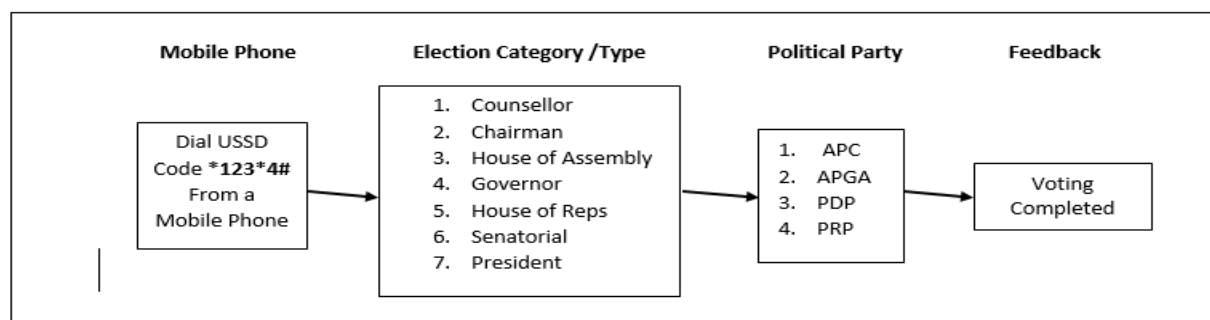 Mobile Phone
Election Category /Type
Political Party
Feedback
Dial USSD
Code *123*4#
From a
Mobile Phone
1. Counsellor
2. Chairman
3. House of Assembly
4. Governor
5. House of Reps
6. Senatorial
7. President
1. APC
2. APGA
3. PDP
4. PRP
Voting
Completed